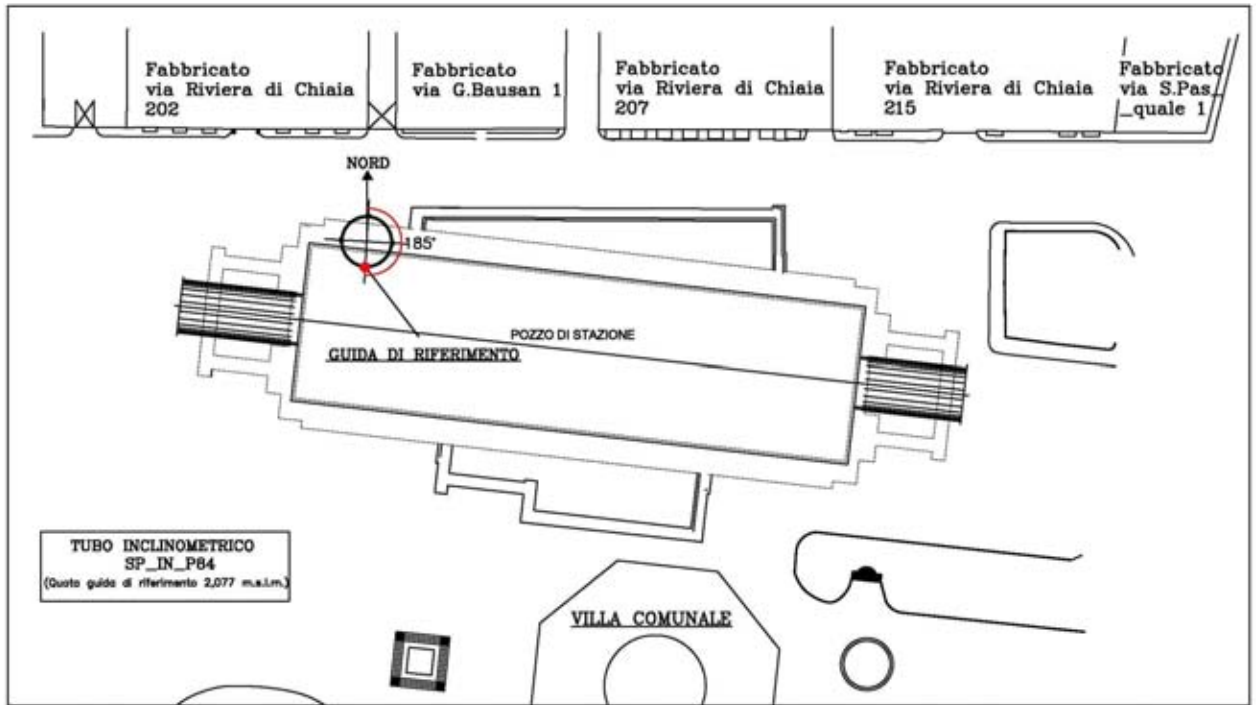 Fabbricato
via Riviera di Chiaia
202
Fabbricato
via G.Bausan 1
Fabbricato
via Riviera di Chiaia
207
Fabbricato
via Riviera di Chiaia
215
Fabbricato
via S.Pas_
_quale 1
NORD
185°
POZZO DI STAZIONE
GUIDA DI RIFERIMENTO
TUBO INCLINOMETRICO
SP_IN_P84
(Quota guida di riferimento 2,077 m.s.l.m.)
VILLA COMUNALE